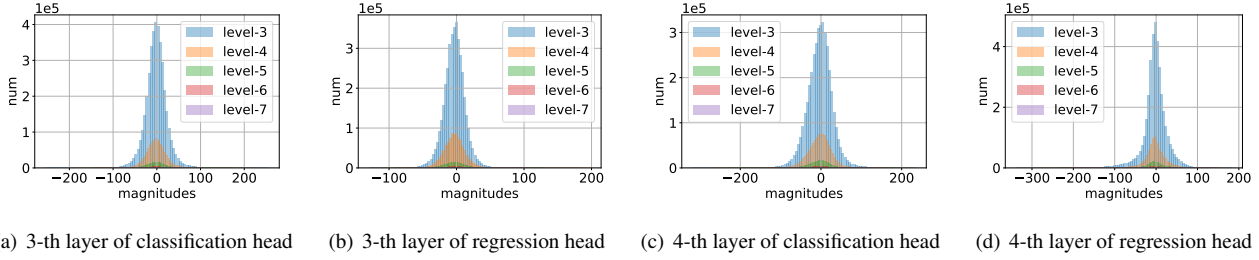 1e5
4
3
2
1
0
num
−200
−100
0
100
200
magnitudes
level-3
level-4
level-5
level-6
level-7
a) 3-th layer of classification head
1e5
3
2
1
0
num
−100
0
100
200
magnitudes
level-3
level-4
level-5
level-6
level-7
(b) 3-th layer of regression head
1e5
3
2
1
0
num
−200
0
200
magnitudes
level-3
level-4
level-5
level-6
level-7
(c) 4-th layer of classification head
1e5
4
2
0
num
−300
−200
−100
0
100
200
magnitudes
level-3
level-4
level-5
level-6
level-7
(d) 4-th layer of regression head